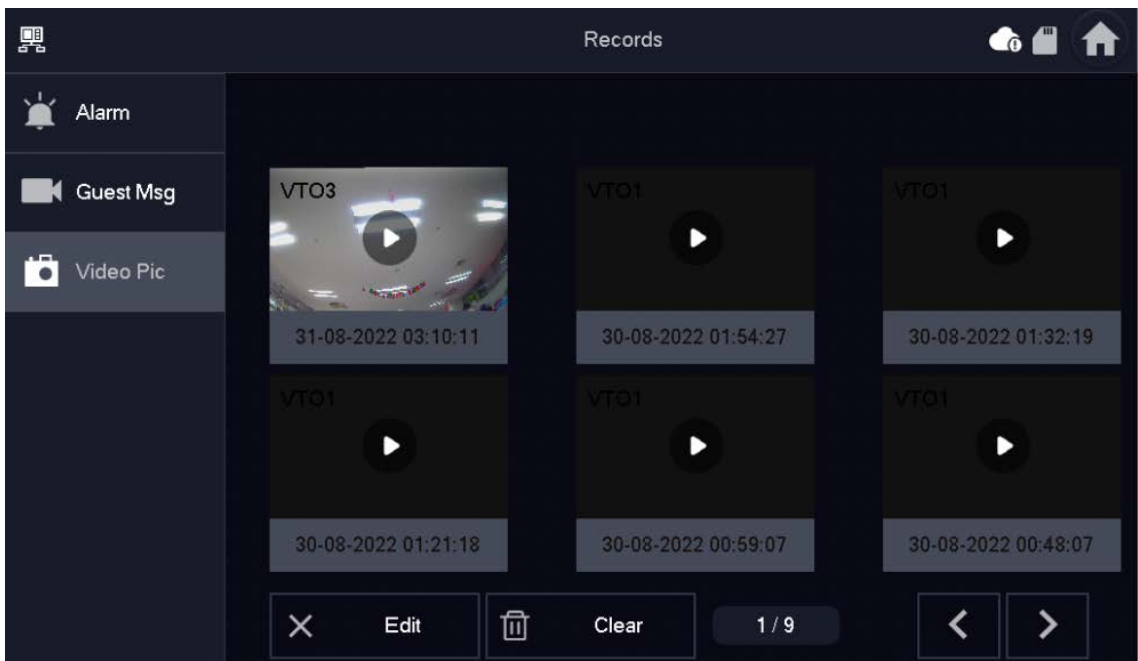 Records
Alarm
Guest Msg
Video Pic
VTO3
VTO1
VTO1
31-08-2022 03:10:11
30-08-2022 01:54:27
30-08-2022 01:32:19
VTO1
VTO1
VTO1
30-08-2022 01:21:18
30-08-2022 00:59:07
30-08-2022 00:48:07
Edit
Clear
1 / 9